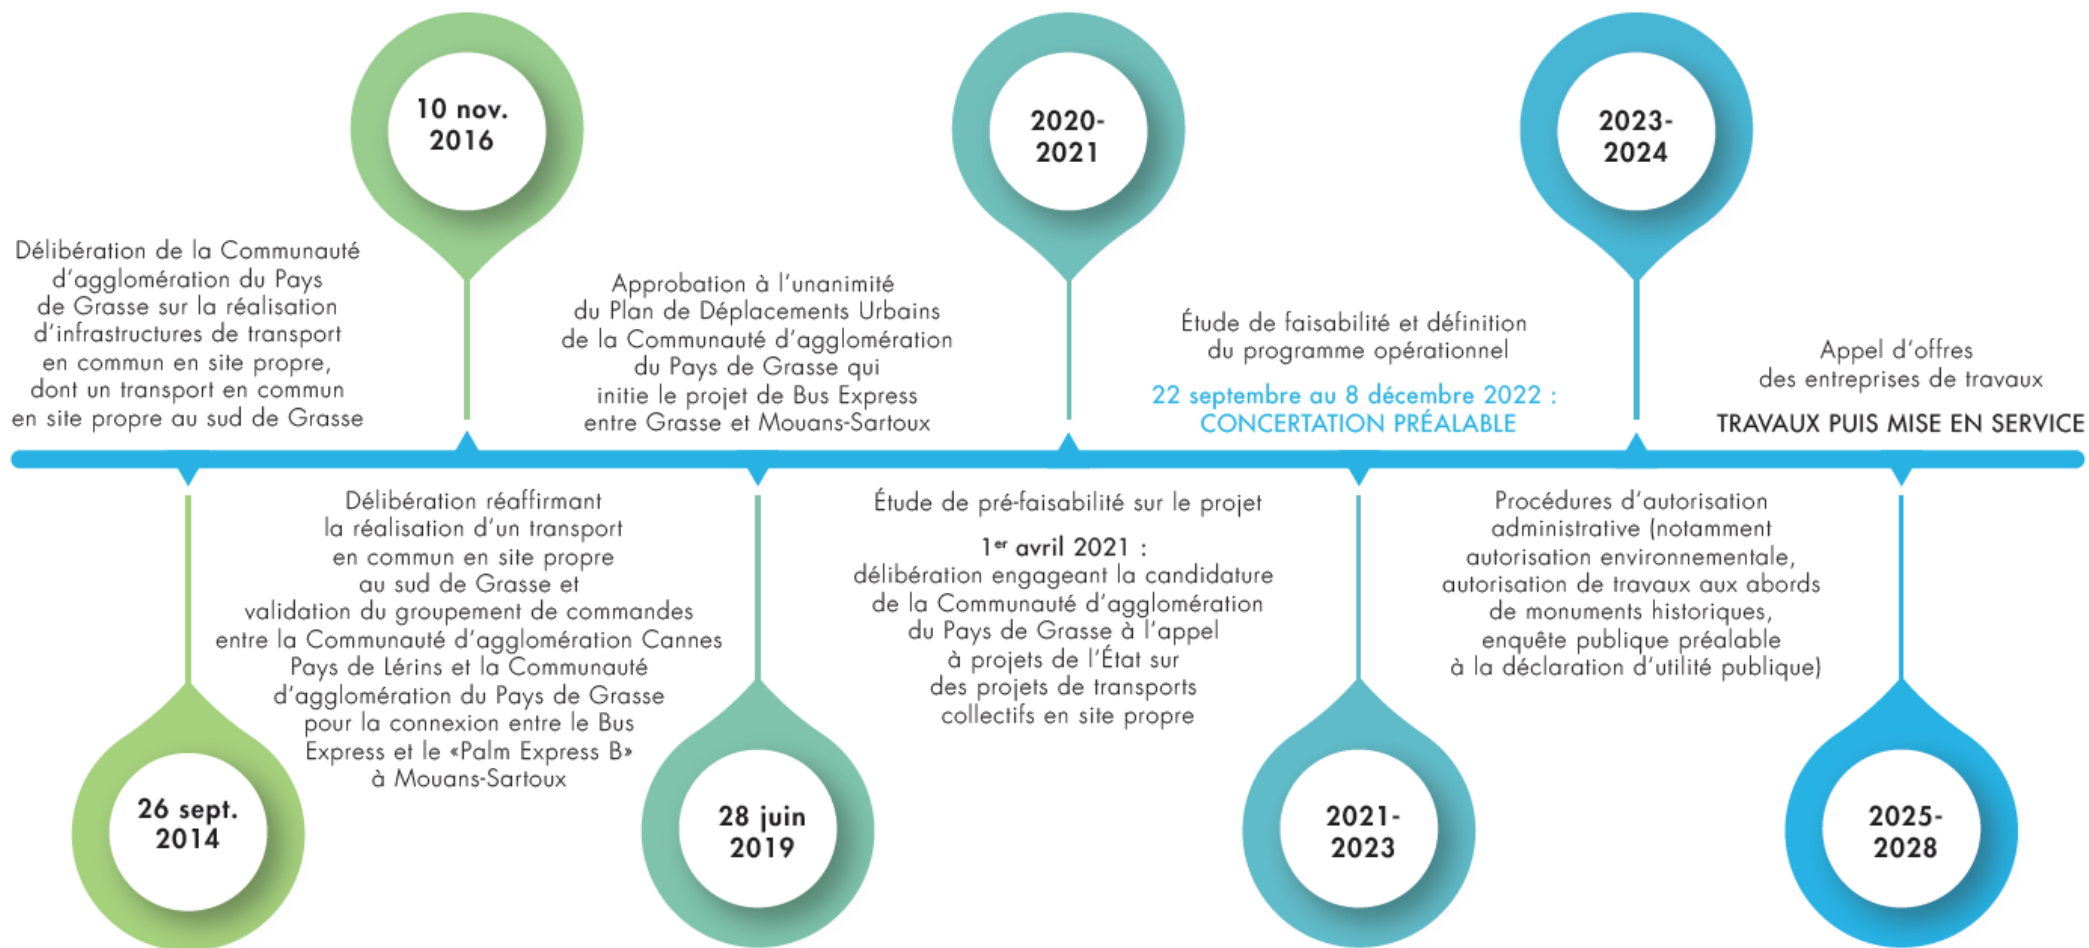 26 sept.
2014
Délibération de la Communauté
d'agglomération du Pays
de Grasse sur la réalisation
d'infrastructures de transport
en commun en site propre,
dont un transport en commun
en site propre au sud de Grasse
10 nov.
2016
Délibération réaffirmant
la réalisation d'un transport
en commun en site propre
au sud de Grasse et
validation du groupement de commandes
entre la Communauté d'agglomération Cannes
Pays de Lérins et la Communauté
d'agglomération du Pays de Grasse
pour la connexion entre le Bus
Express et le «Palm Express B»
à Mouans-Sartoux
28 juin
2019
Approbation à l'unanimité
du Plan de Déplacements Urbains
de la Communauté d'agglomération
du Pays de Grasse qui
initie le projet de Bus Express
entre Grasse et Mouans-Sartoux
2020-
2021
Étude de pré-faisabilité sur le projet
1er avril 2021 :
délibération engageant la candidature
de la Communauté d'agglomération
du Pays de Grasse à l'appel
à projets de l'État sur
des projets de transports
collectifs en site propre
2021-
2023
Étude de faisabilité et définition
du programme opérationnel
22 septembre au 8 décembre 2022 :
CONCERTATION PRÉALABLE
2023-
2024
Procédures d'autorisation
administrative (notamment
autorisation environnementale,
autorisation de travaux aux abords
de monuments historiques,
enquête publique préalable
à la déclaration d'utilité publique)
2025-
2028
Appel d'offres
des entreprises de travaux
TRAVAUX PUIS MISE EN SERVICE